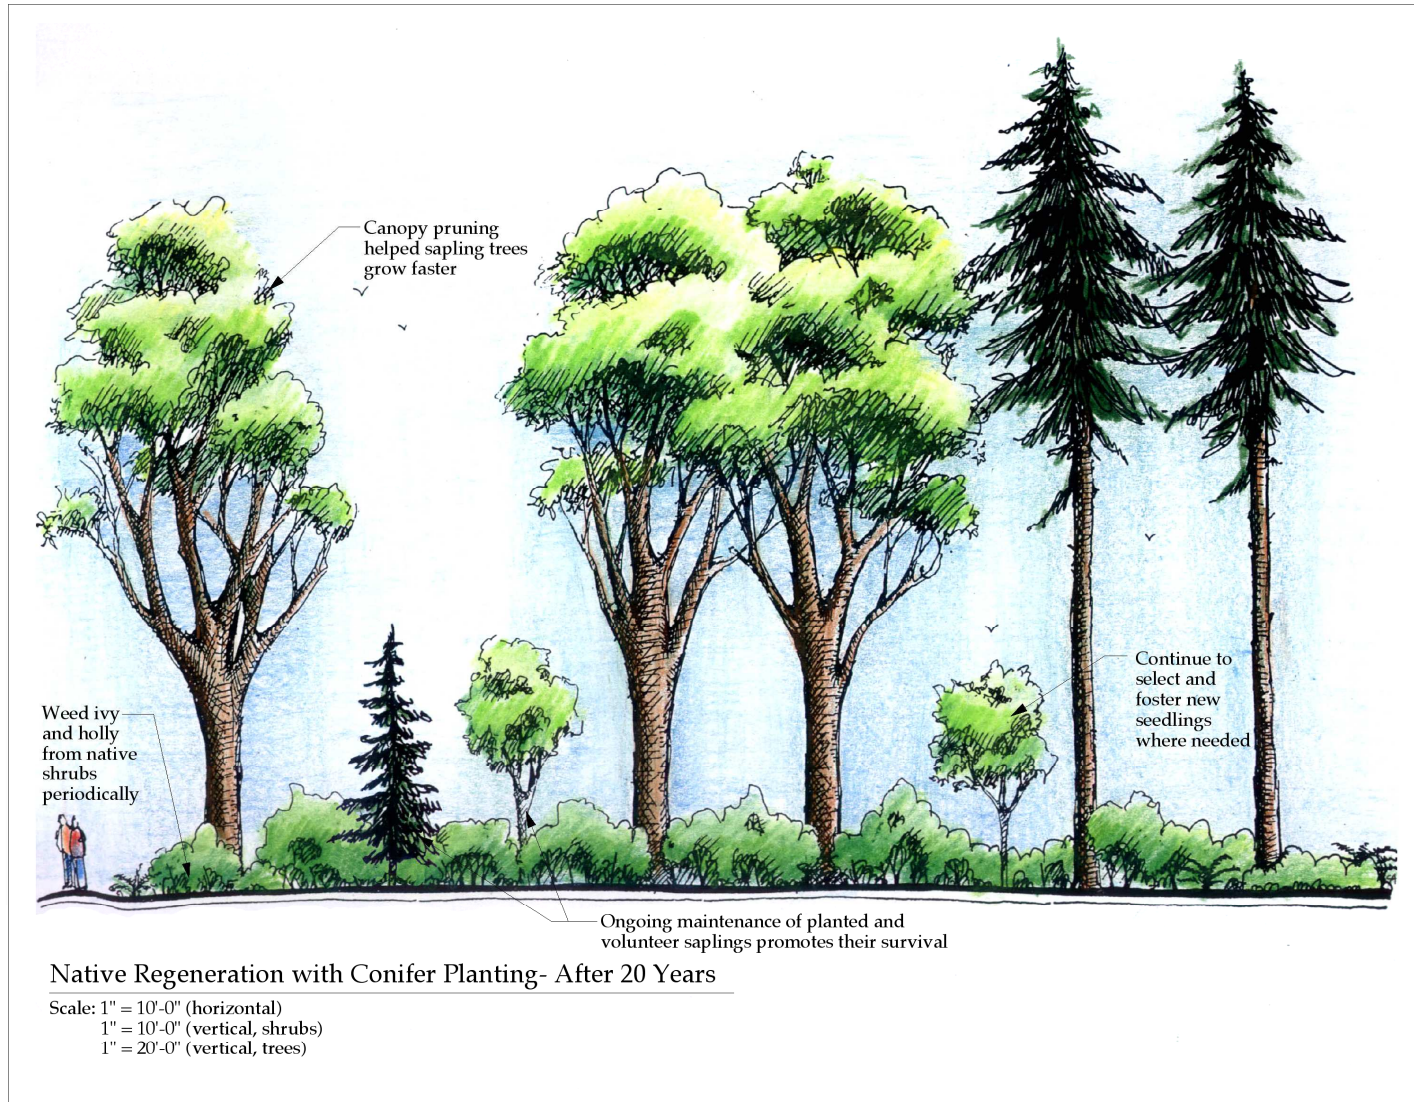 Canopy pruning
helped sapling trees
grow faster
Continue to
select and
foster new
seedlings
where needed
Weed ivy
and holly
from native
shrubs
periodically
Ongoing maintenance of planted and
volunteer saplings promotes their survival
Native Regeneration with Conifer Planting- After 20 Years
Scale: 1" = 10'-0" (horizontal)
1" = 10'-0" (vertical, shrubs)
1" = 20'-0" (vertical, trees)